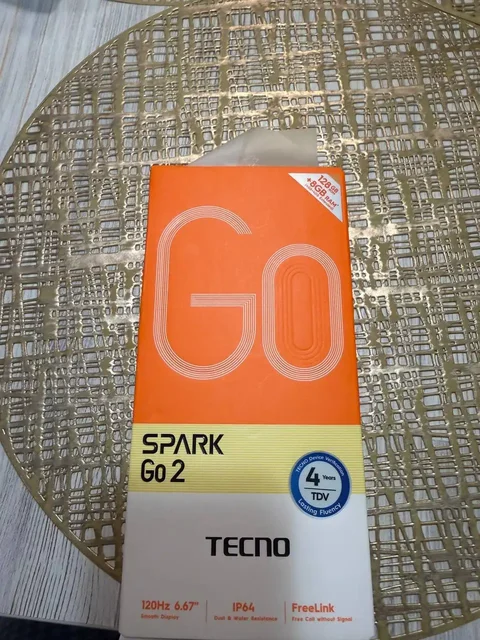 128GB
+8GB RAM*
Go
SPARK
Go 2
TECNO Device Verification
4 Years
TDV
Lasting Fluency
TECNO
120Hz 6.67" IP64 FreeLink
Smooth Display Dust & Water Resistance Free Call without Signal